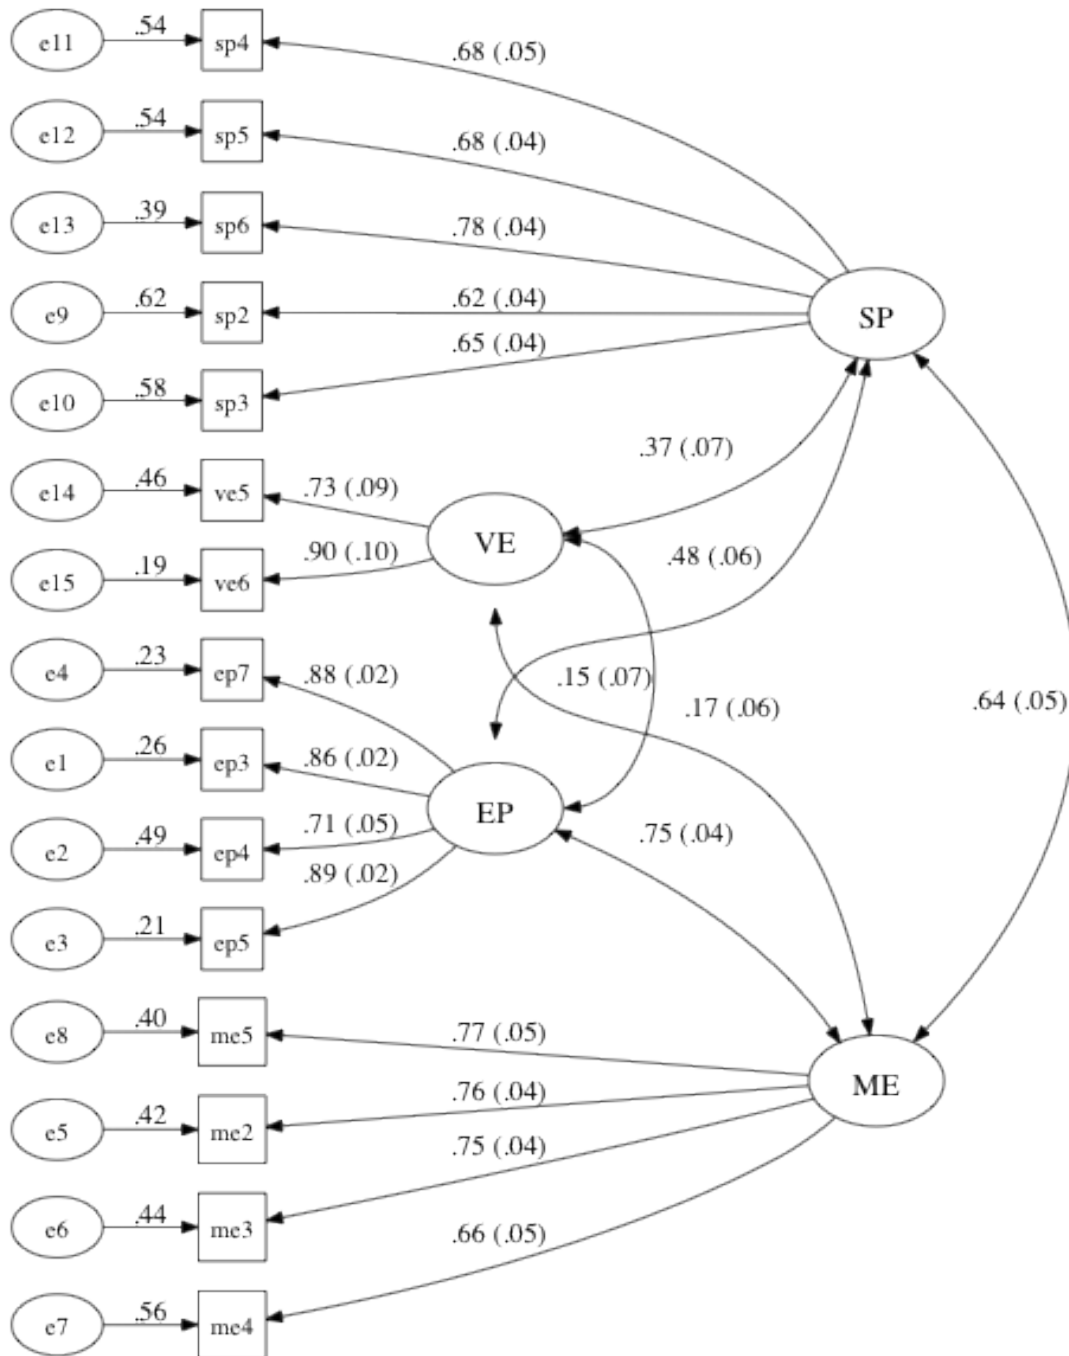 e11 .54 sp4 .68 (.05)
e12 .54 sp5 .68 (.04)
e13 .39 sp6 .78 (.04)
e9 .62 sp2 .62 (.04) SP
e10 .58 sp3 .65 (.04)
.37 (.07)
e14 .46 ve5 .73 (.09)
VE
.90 (.10) .48 (.06)
e15 .19 ve6
e4 .23 ep7 .88 (.02) .15 (.07)
.17 (.06) .64 (.05)
e1 .26 ep3 .86 (.02)
EP
.71 (.05) .75 (.04)
e2 .49 ep4
.89 (.02)
e3 .21 ep5
e8 .40 me5 .77 (.05)
ME
.76 (.04)
e5 .42 me2
.75 (.04)
e6 .44 me3
.66 (.05)
e7 .56 me4